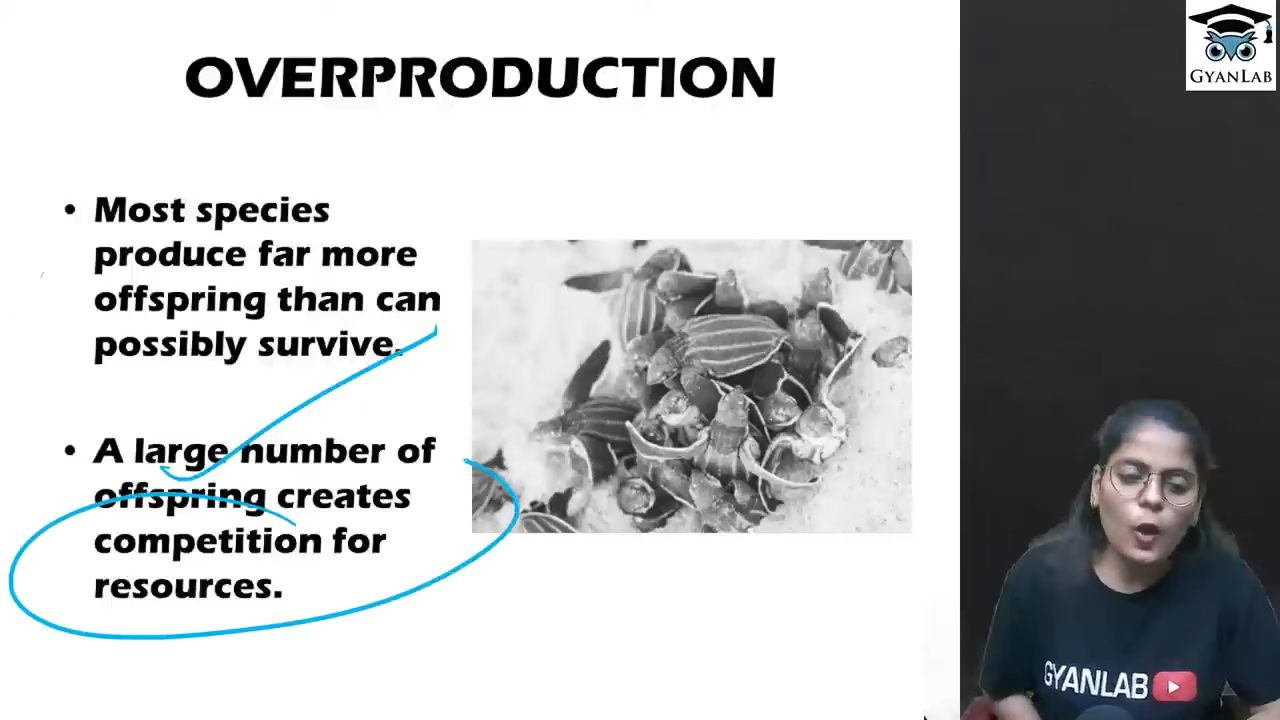 OVERPRODUCTION
• Most species
produce far more
offspring than can
possibly survive.
• A large number of
offspring creates
competition for
resources.
GYANLAB
GYANLAB